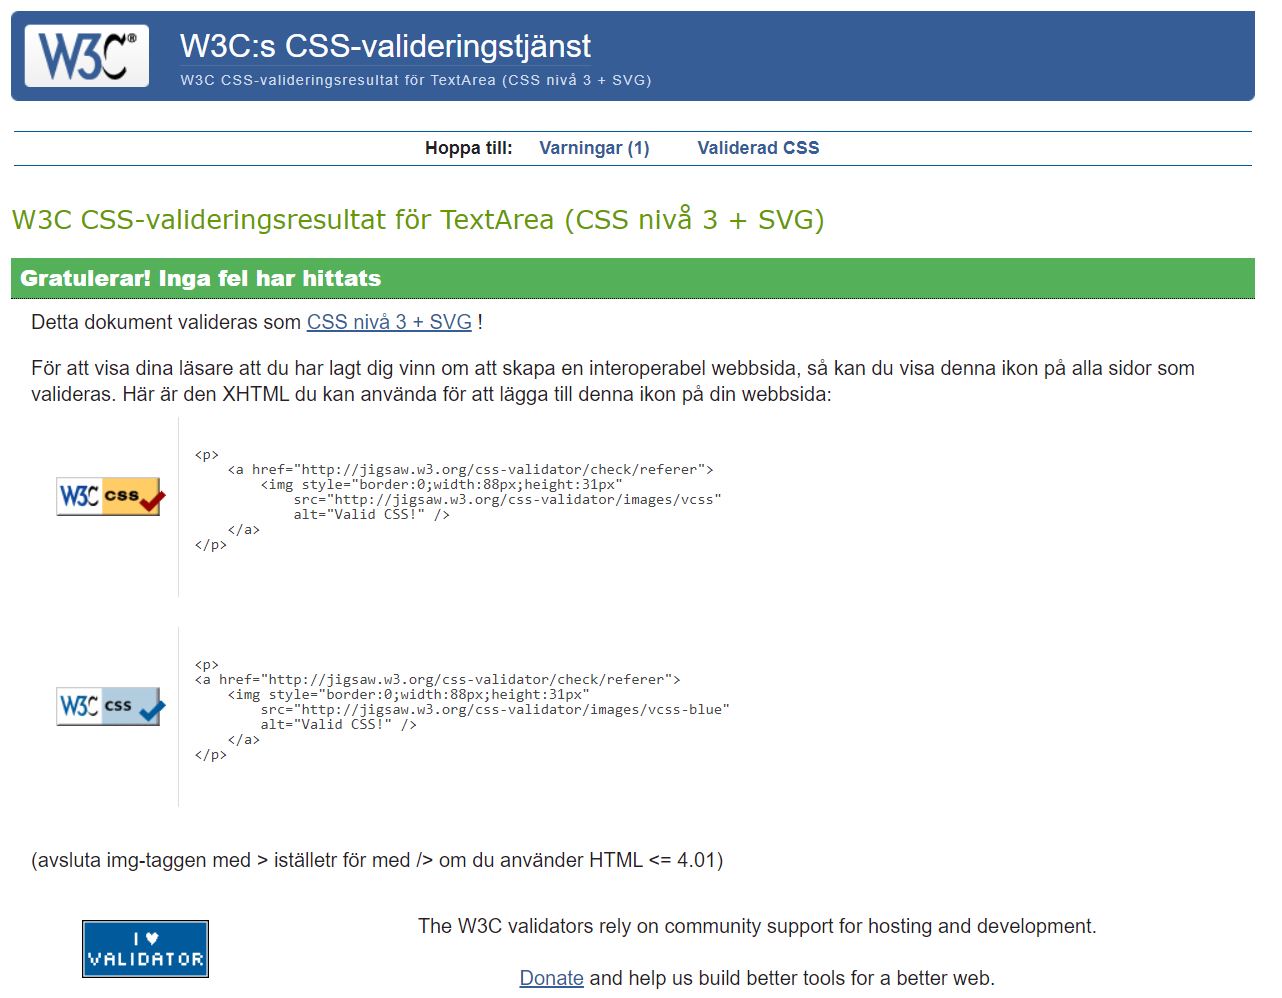 W3C® W3C:s CSS-valideringstjänst
W3C CSS-valideringsresultat för TextArea (CSS nivå 3 + SVG)
Hoppa till: Varningar (1) Validerad CSS
W3C CSS-valideringsresultat för TextArea (CSS nivå 3 + SVG)
Gratulerar! Inga fel har hittats
Detta dokument valideras som CSS nivå 3 + SVG !
För att visa dina läsare att du har lagt dig vinn om att skapa en interoperabel webbsida, så kan du visa denna ikon på alla sidor som
valideras. Här är den XHTML du kan använda för att lägga till denna ikon på din webbsida:
W3C css
<p>
    <a href="http://jigsaw.w3.org/css-validator/check/referer">
        <img style="border:0;width:88px;height:31px"
            src="http://jigsaw.w3.org/css-validator/images/vcss"
            alt="Valid CSS!" />
    </a>
</p>
W3C css
<p>
<a href="http://jigsaw.w3.org/css-validator/check/referer">
    <img style="border:0;width:88px;height:31px"
        src="http://jigsaw.w3.org/css-validator/images/vcss-blue"
        alt="Valid CSS!" />
    </a>
</p>
(avsluta img-taggen med > iställetr för med /> om du använder HTML <= 4.01)
I ♥
VALIDATOR
The W3C validators rely on community support for hosting and development.
Donate and help us build better tools for a better web.